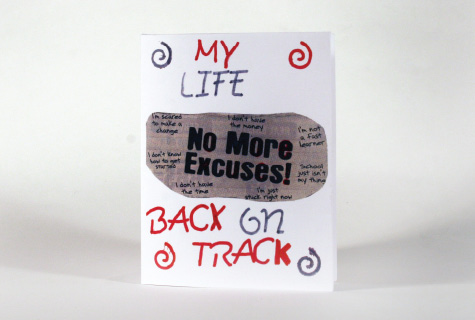 MY
LIFE
I'm scared
to make a
change
I don't have
the money
I'm not
a fast
learner
I don't know
how to get
started
No More
Excuses!
School
just isn't
my thing
I don't have
the time
I'm just
stuck right now
BACK ON
TRACK